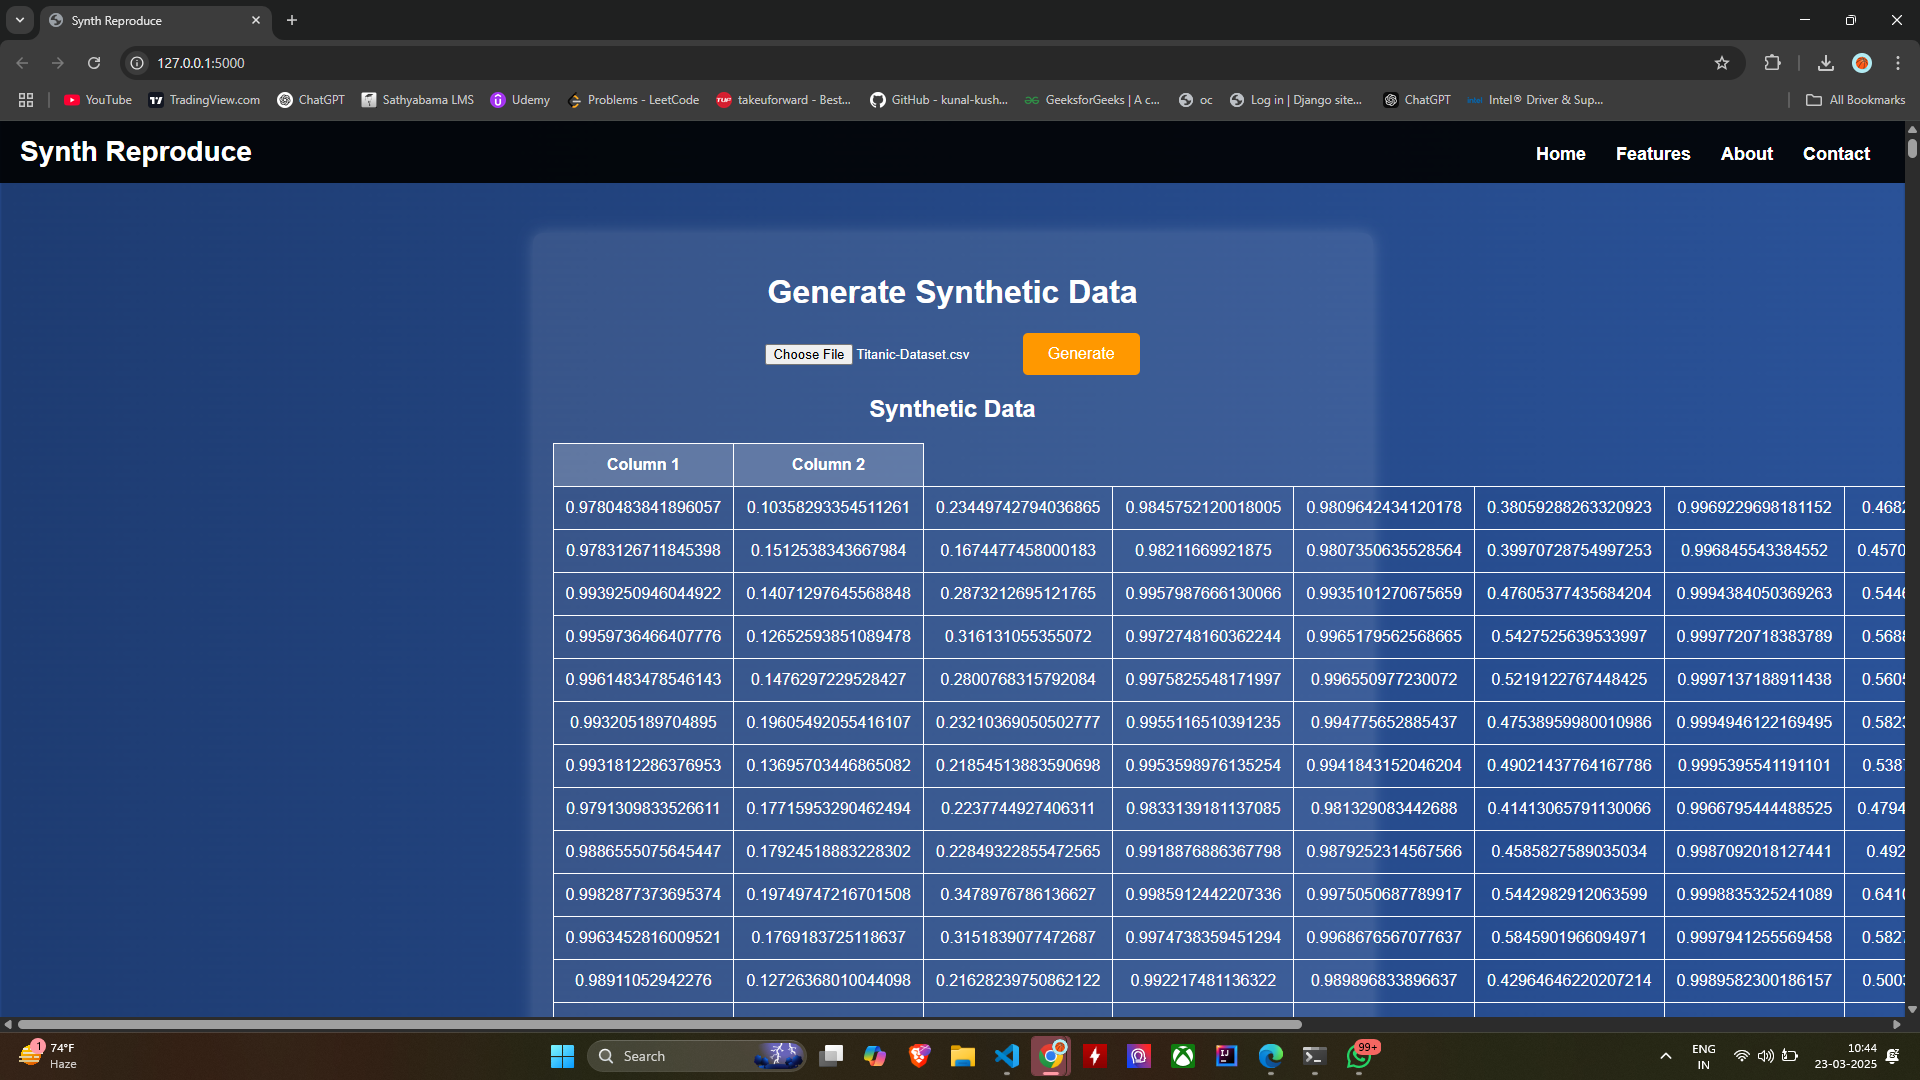 Synth Reproduce
127.0.0.1:5000
YouTube TradingView.com ChatGPT Sathyabama LMS Udemy Problems - LeetCode takeuforward - Best... GitHub - kunal-kush... GeeksforGeeks | A c... oc Log in | Django site... ChatGPT Intel® Driver & Sup... All Bookmarks
Synth Reproduce Home Features About Contact
Generate Synthetic Data
Choose File Titanic-Dataset.csv Generate
Synthetic Data
Column 1 Column 2
0.9780483841896057 0.10358293354511261 0.23449742794036865 0.9845752120018005 0.9809642434120178 0.38059288263320923 0.9969229698181152 0.468
0.9783126711845398 0.1512538343667984 0.1674477458000183 0.98211669921875 0.9807350635528564 0.39970728754997253 0.996845543384552 0.4570
0.9939250946044922 0.14071297645568848 0.2873212695121765 0.9957987666130066 0.9935101270675659 0.47605377435684204 0.9994384050369263 0.544
0.9959736466407776 0.12652593851089478 0.316131055355072 0.9972748160362244 0.9965179562568665 0.5427525639533997 0.9997720718383789 0.568
0.9961483478546143 0.1476297229528427 0.2800768315792084 0.9975825548171997 0.996550977230072 0.5219122767448425 0.9997137188911438 0.560
0.993205189704895 0.19605492055416107 0.23210369050502777 0.9955116510391235 0.994775652885437 0.47538959980010986 0.9994946122169495 0.582
0.9931812286376953 0.13695703446865082 0.21854513883590698 0.9953598976135254 0.9941843152046204 0.49021437764167786 0.9995395541191101 0.538
0.9791309833526611 0.17715953290462494 0.2237744927406311 0.9833139181137085 0.981329083442688 0.41413065791130066 0.9966795444488525 0.4794
0.9886555075645447 0.17924518883228302 0.22849322855472565 0.9918876886367798 0.9879252314567566 0.4585827589035034 0.9987092018127441 0.492
0.9982877373695374 0.19749747216701508 0.3478976786136627 0.9985912442207336 0.9975050687789917 0.5442982912063599 0.9998835325241089 0.641
0.9963452816009521 0.1769183725118637 0.3151839077472687 0.9974738359451294 0.9968676567077637 0.5845901966094971 0.9997941255569458 0.582
0.98911052942276 0.12726368010044098 0.21628239750862122 0.992217481136322 0.989896833896637 0.42964646220207214 0.9989582300186157 0.500
1 74°F
Haze
Search
99+
ENG
IN
10:44
23-03-2025